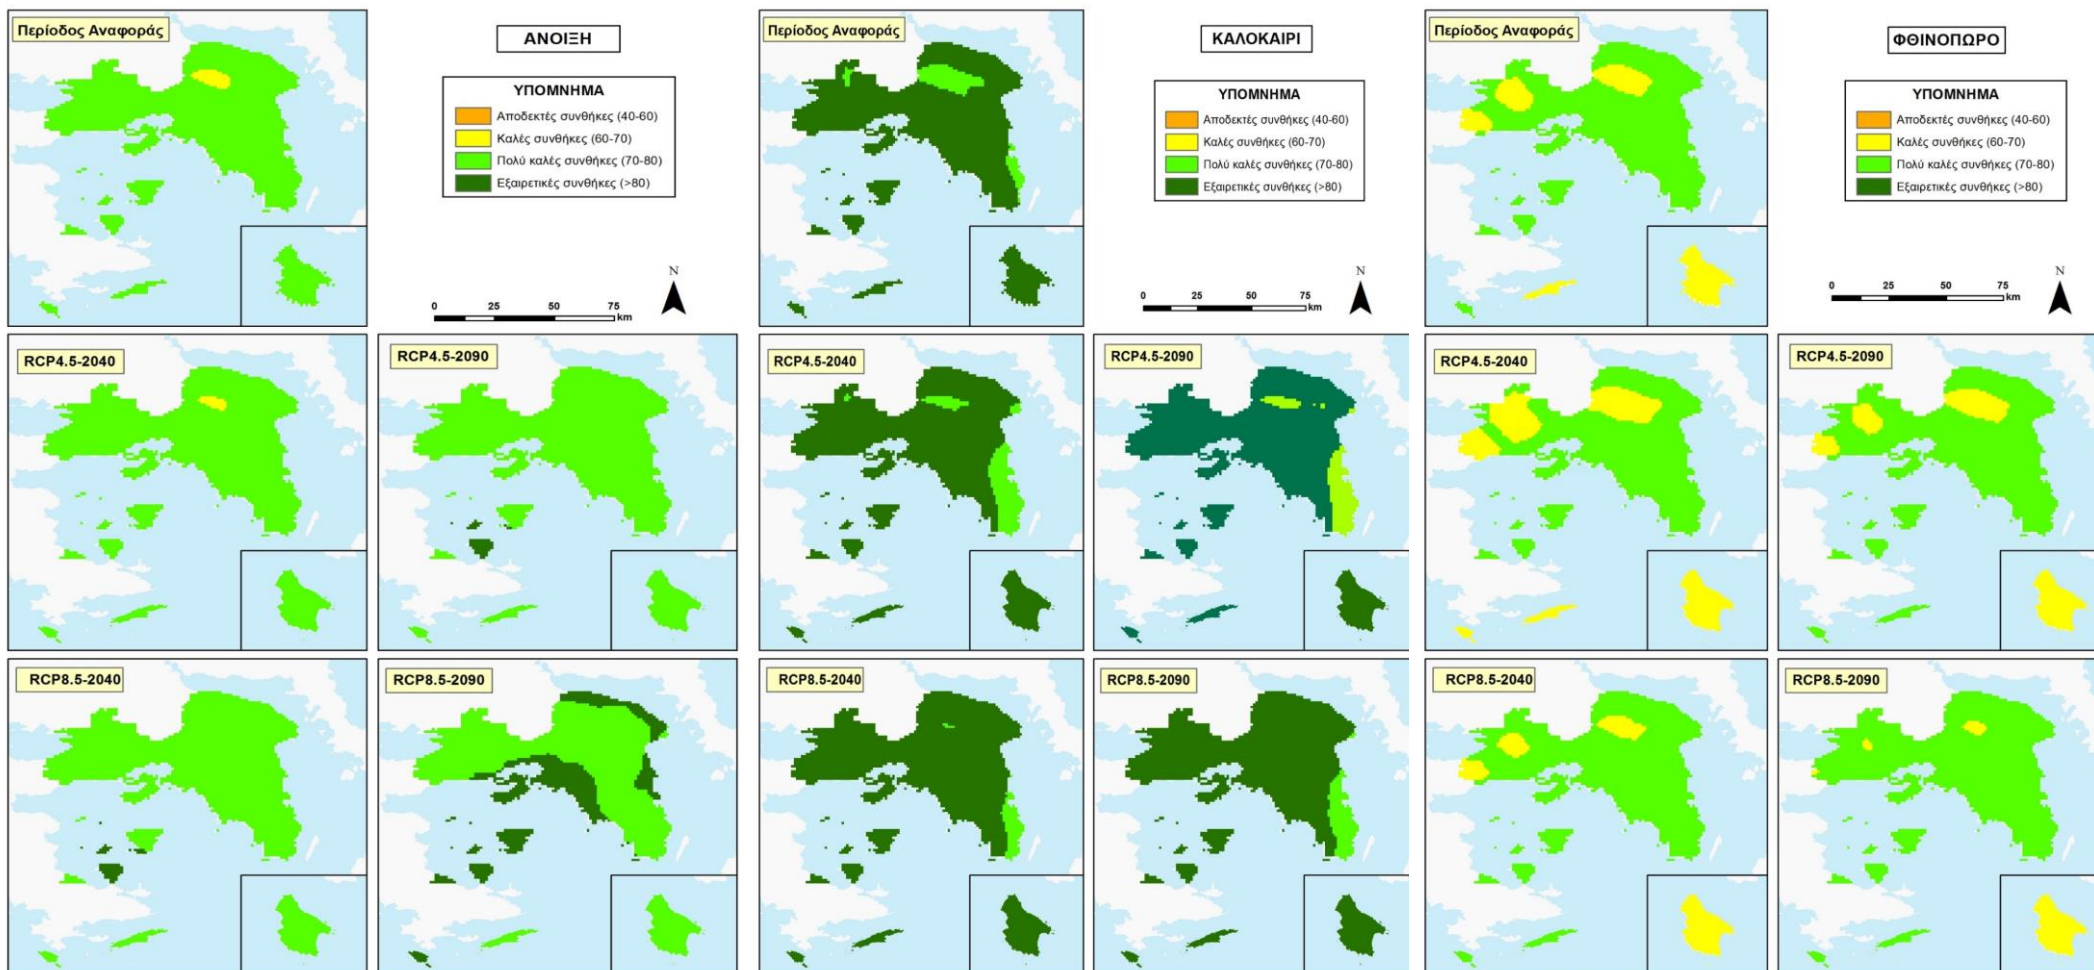 Περίοδος Αναφοράς
ΑΝΟΙΞΗ
ΥΠΟΜΝΗΜΑ
Αποδεκτές συνθήκες (40-60)
Καλές συνθήκες (60-70)
Πολύ καλές συνθήκες (70-80)
Εξαιρετικές συνθήκες (>80)
N
0 25 50 75
km
RCP4.5-2040
RCP4.5-2090
RCP8.5-2040
RCP8.5-2090
Περίοδος Αναφοράς
ΚΑΛΟΚΑΙΡΙ
ΥΠΟΜΝΗΜΑ
Αποδεκτές συνθήκες (40-60)
Καλές συνθήκες (60-70)
Πολύ καλές συνθήκες (70-80)
Εξαιρετικές συνθήκες (>80)
N
0 25 50 75
km
RCP4.5-2040
RCP4.5-2090
RCP8.5-2040
RCP8.5-2090
Περίοδος Αναφοράς
ΦΘΙΝΟΠΩΡΟ
ΥΠΟΜΝΗΜΑ
Αποδεκτές συνθήκες (40-60)
Καλές συνθήκες (60-70)
Πολύ καλές συνθήκες (70-80)
Εξαιρετικές συνθήκες (>80)
N
0 25 50 75
km
RCP4.5-2040
RCP4.5-2090
RCP8.5-2040
RCP8.5-2090